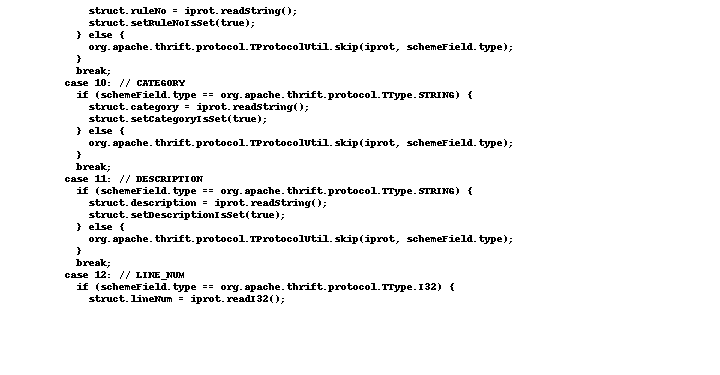 struct.ruleNo = iprot.readString();
struct.setRuleNoIsSet(true);
} else {
org.apache.thrift.protocol.TProtocolUtil.skip(iprot, schemeField.type);
}
break;
case 10: // CATEGORY
if (schemeField.type == org.apache.thrift.protocol.TType.STRING) {
struct.category = iprot.readString();
struct.setCategoryIsSet(true);
} else {
org.apache.thrift.protocol.TProtocolUtil.skip(iprot, schemeField.type);
}
break;
case 11: // DESCRIPTION
if (schemeField.type == org.apache.thrift.protocol.TType.STRING) {
struct.description = iprot.readString();
struct.setDescriptionIsSet(true);
} else {
org.apache.thrift.protocol.TProtocolUtil.skip(iprot, schemeField.type);
}
break;
case 12: // LINE_NUM
if (schemeField.type == org.apache.thrift.protocol.TType.I32) {
struct.lineNum = iprot.readI32();